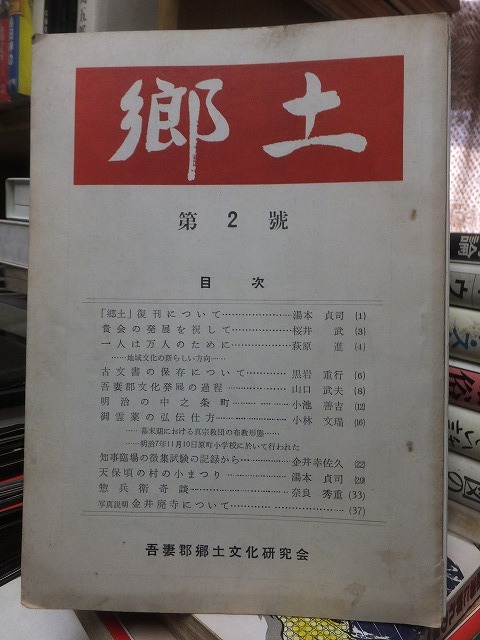 郷土
第2號
目次
「郷土」復刊について……………………湯本 貞司 (1)
貴会の発展を祝して……………………桜井 武 (3)
一人は万人のために……………………萩原 進 (4)
……地域文化の新らしい方向……
古文書の保存について……………………黒岩 重行 (6)
吾妻郡文化発展の過程……………………山口 武夫 (8)
明治の中之条町……………………小池 善吉 (12)
御霊薬の弘伝仕方……………………小林 文瑞 (16)
……幕末期における真宗教団の布教形態……
……明治7年11月10日原町小学校に於いて行われた
知事臨場の徴集試験の記録から……金井幸佐久 (22)
天保頃の村の小まつり……………………湯本 貞司 (29)
惣兵衛奇談……………………奈良 秀重 (33)
写真説明 金井廃寺について…………………… (37)
吾妻郡郷土文化研究会
論
ウ
ス
俗